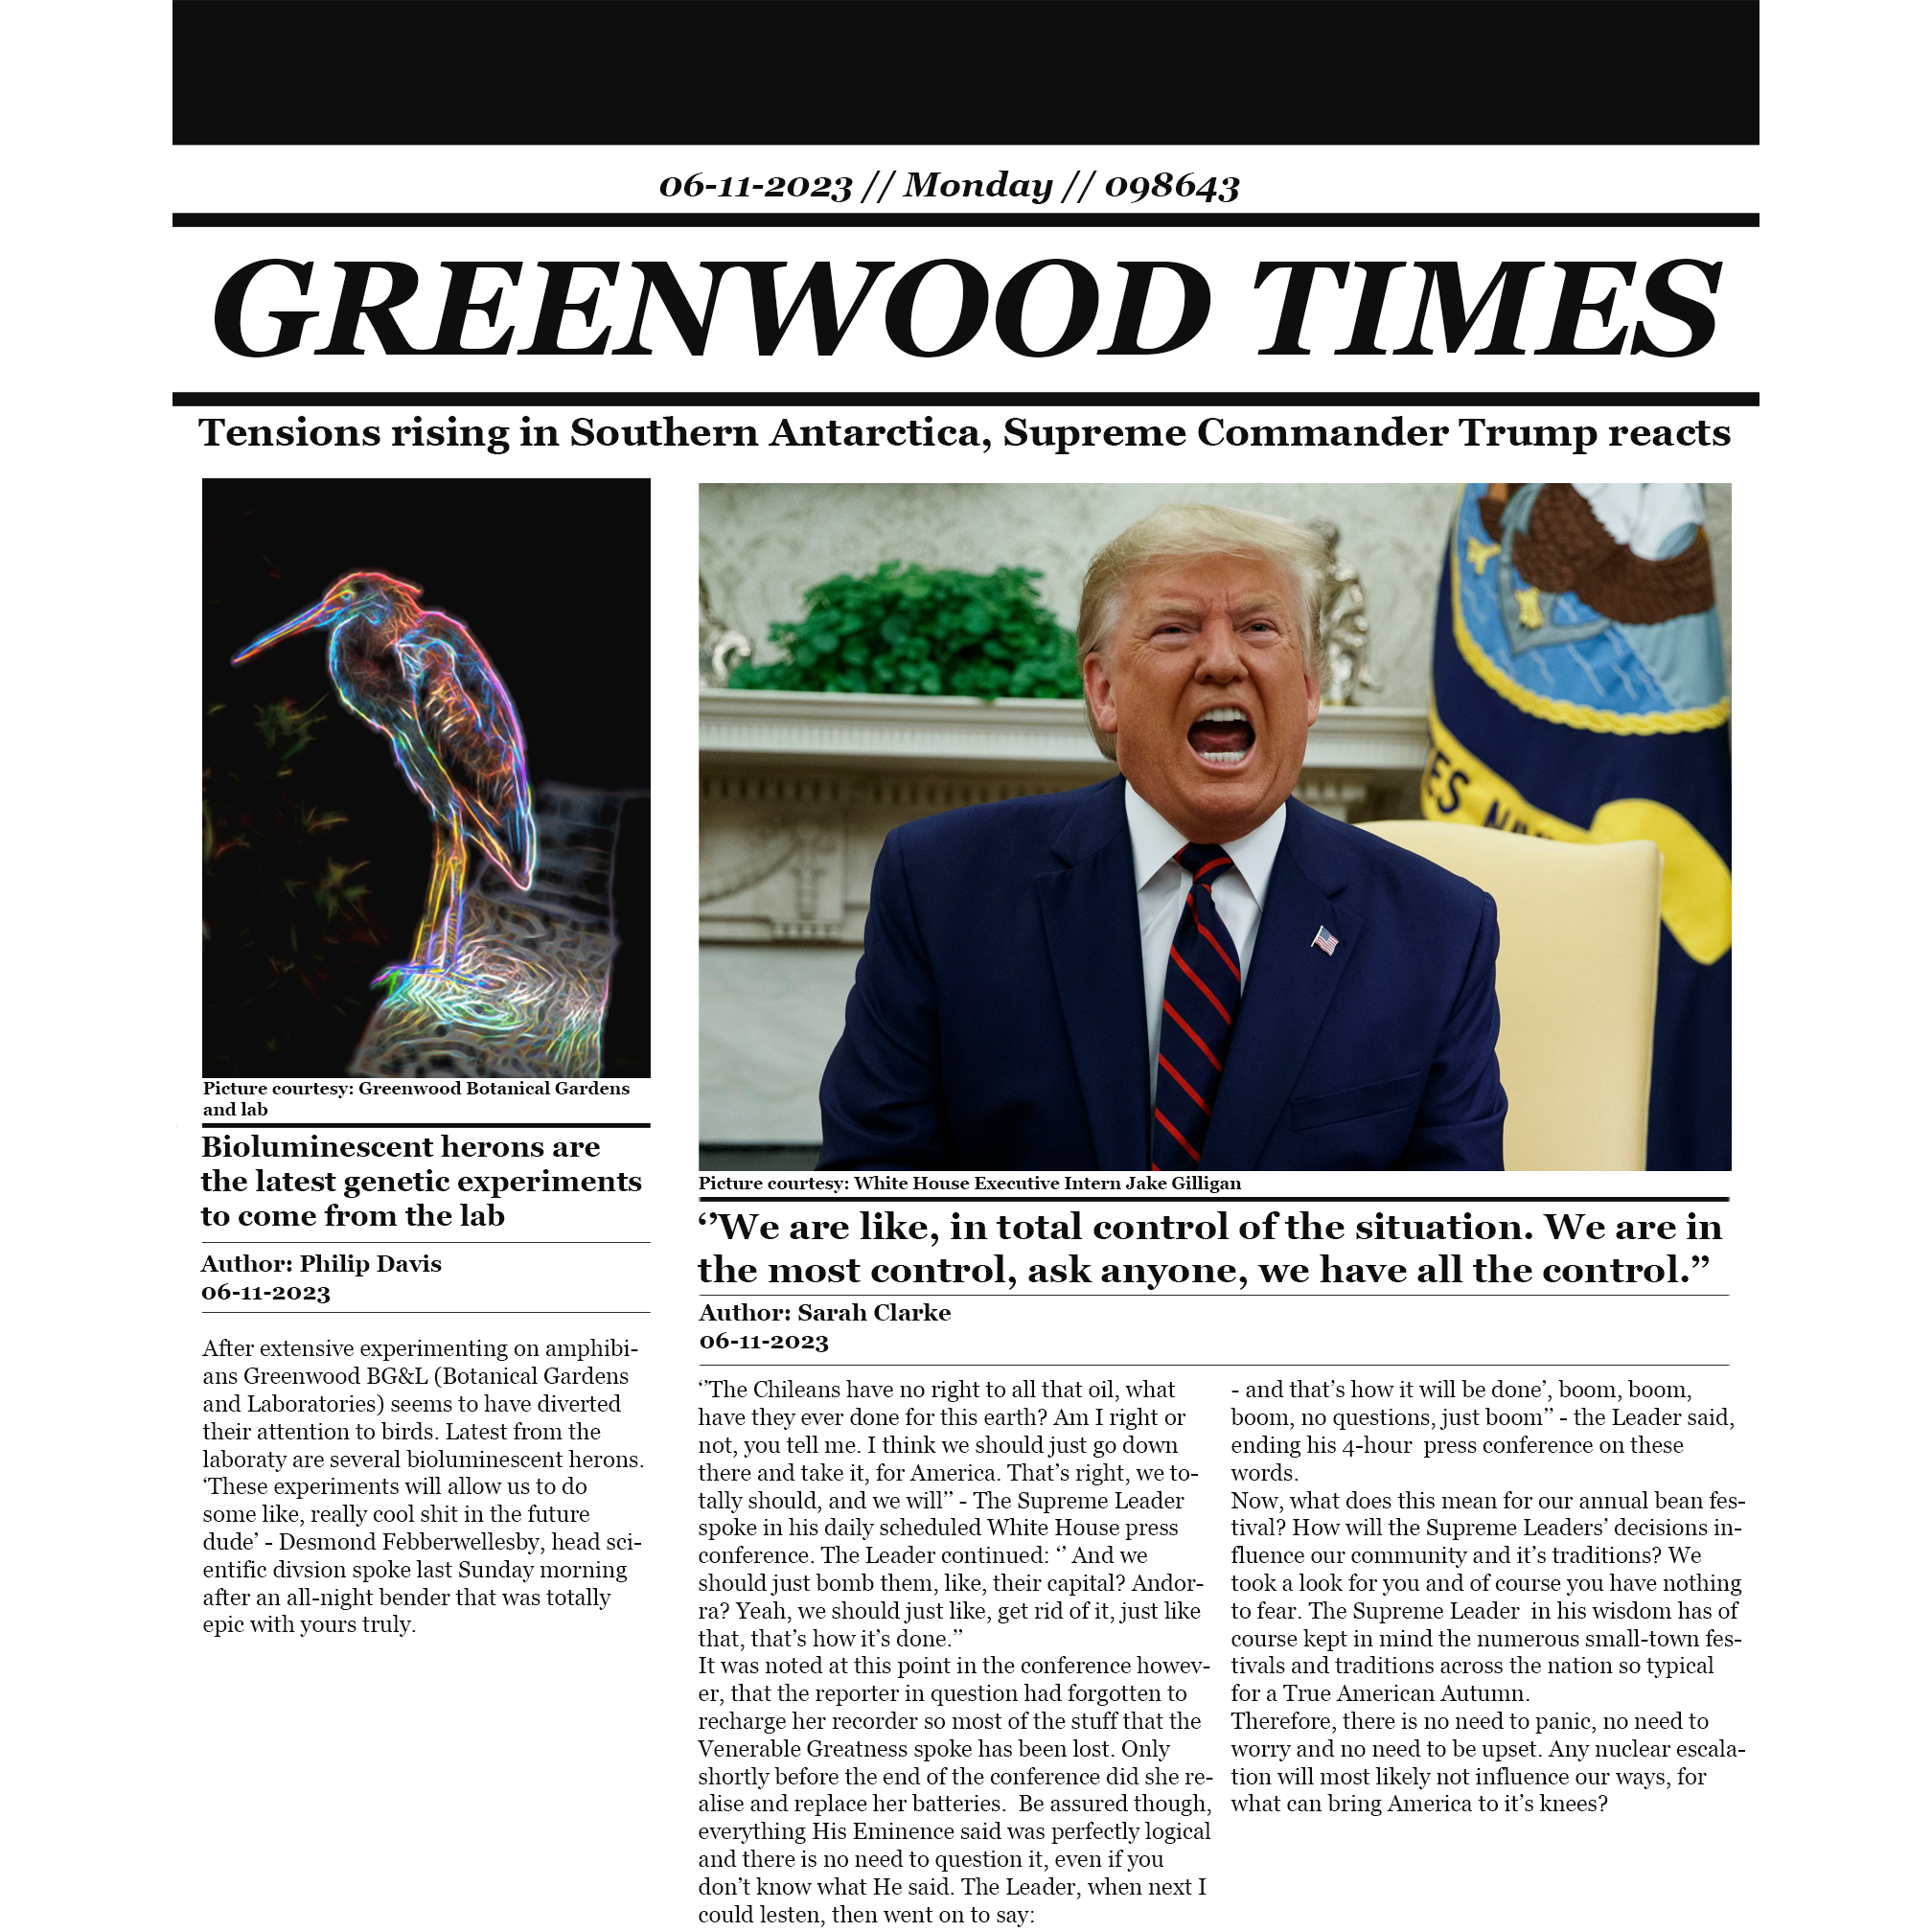 06-11-2023 // Monday // 098643
GREENWOOD TIMES
Tensions rising in Southern Antarctica, Supreme Commander Trump reacts
Picture courtesy: Greenwood Botanical Gardens
and lab
Bioluminescent herons are
the latest genetic experiments
to come from the lab
Author: Philip Davis
06-11-2023
After extensive experimenting on amphibi-
ans Greenwood BG&L (Botanical Gardens
and Laboratories) seems to have diverted
their attention to birds. Latest from the
laboraty are several bioluminescent herons.
‘These experiments will allow us to do
some like, really cool shit in the future
dude’ - Desmond Febberwellesby, head sci-
entific divsion spoke last Sunday morning
after an all-night bender that was totally
epic with yours truly.
ES NAV
Picture courtesy: White House Executive Intern Jake Gilligan
‘’We are like, in total control of the situation. We are in
the most control, ask anyone, we have all the control.’’
Author: Sarah Clarke
06-11-2023
‘’The Chileans have no right to all that oil, what
have they ever done for this earth? Am I right or
not, you tell me. I think we should just go down
there and take it, for America. That’s right, we to-
tally should, and we will’’ - The Supreme Leader
spoke in his daily scheduled White House press
conference. The Leader continued: ‘’ And we
should just bomb them, like, their capital? Andor-
ra? Yeah, we should just like, get rid of it, just like
that, that’s how it’s done.’’
It was noted at this point in the conference howev-
er, that the reporter in question had forgotten to
recharge her recorder so most of the stuff that the
Venerable Greatness spoke has been lost. Only
shortly before the end of the conference did she re-
alise and replace her batteries.  Be assured though,
everything His Eminence said was perfectly logical
and there is no need to question it, even if you
don’t know what He said. The Leader, when next I
could lesten, then went on to say:
- and that’s how it will be done’, boom, boom,
boom, no questions, just boom’’ - the Leader said,
ending his 4-hour  press conference on these
words.
Now, what does this mean for our annual bean fes-
tival? How will the Supreme Leaders’ decisions in-
fluence our community and it’s traditions? We
took a look for you and of course you have nothing
to fear. The Supreme Leader  in his wisdom has of
course kept in mind the numerous small-town fes-
tivals and traditions across the nation so typical
for a True American Autumn.
Therefore, there is no need to panic, no need to
worry and no need to be upset. Any nuclear escala-
tion will most likely not influence our ways, for
what can bring America to it’s knees?